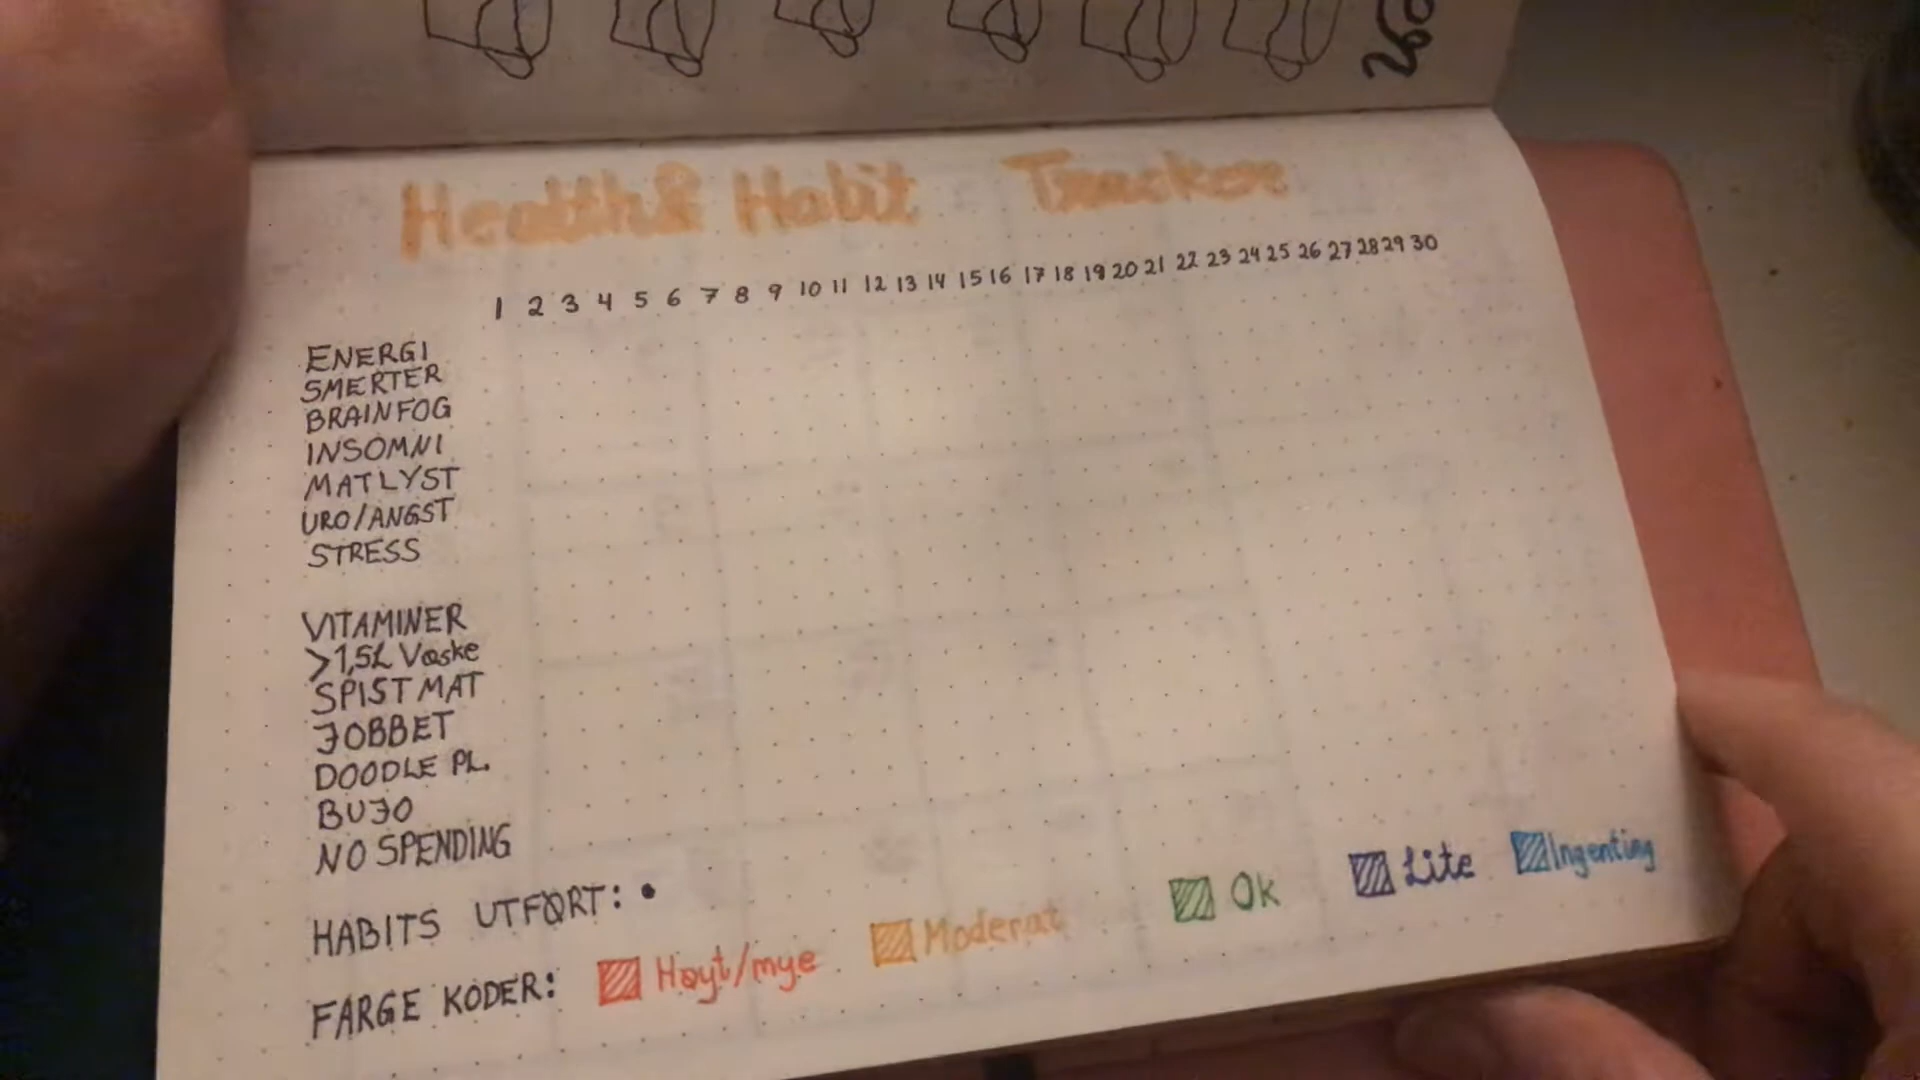 Health & Habit Tracker
1 2 3 4 5 6 7 8 9 10 11 12 13 14 15 16 17 18 19 20 21 22 23 24 25 26 27 28 29 30
ENERGI
SMERTER
BRAINFOG
INSOMNI
MATLYST
URO/ANGST
STRESS
VITAMINER
>1,5L Væske
SPIST MAT
JOBBET
DOODLE PL.
BUJO
NO SPENDING
HABITS UTFØRT: •
FARGE KODER: Høyt/mye Moderat Ok Lite Ingenting